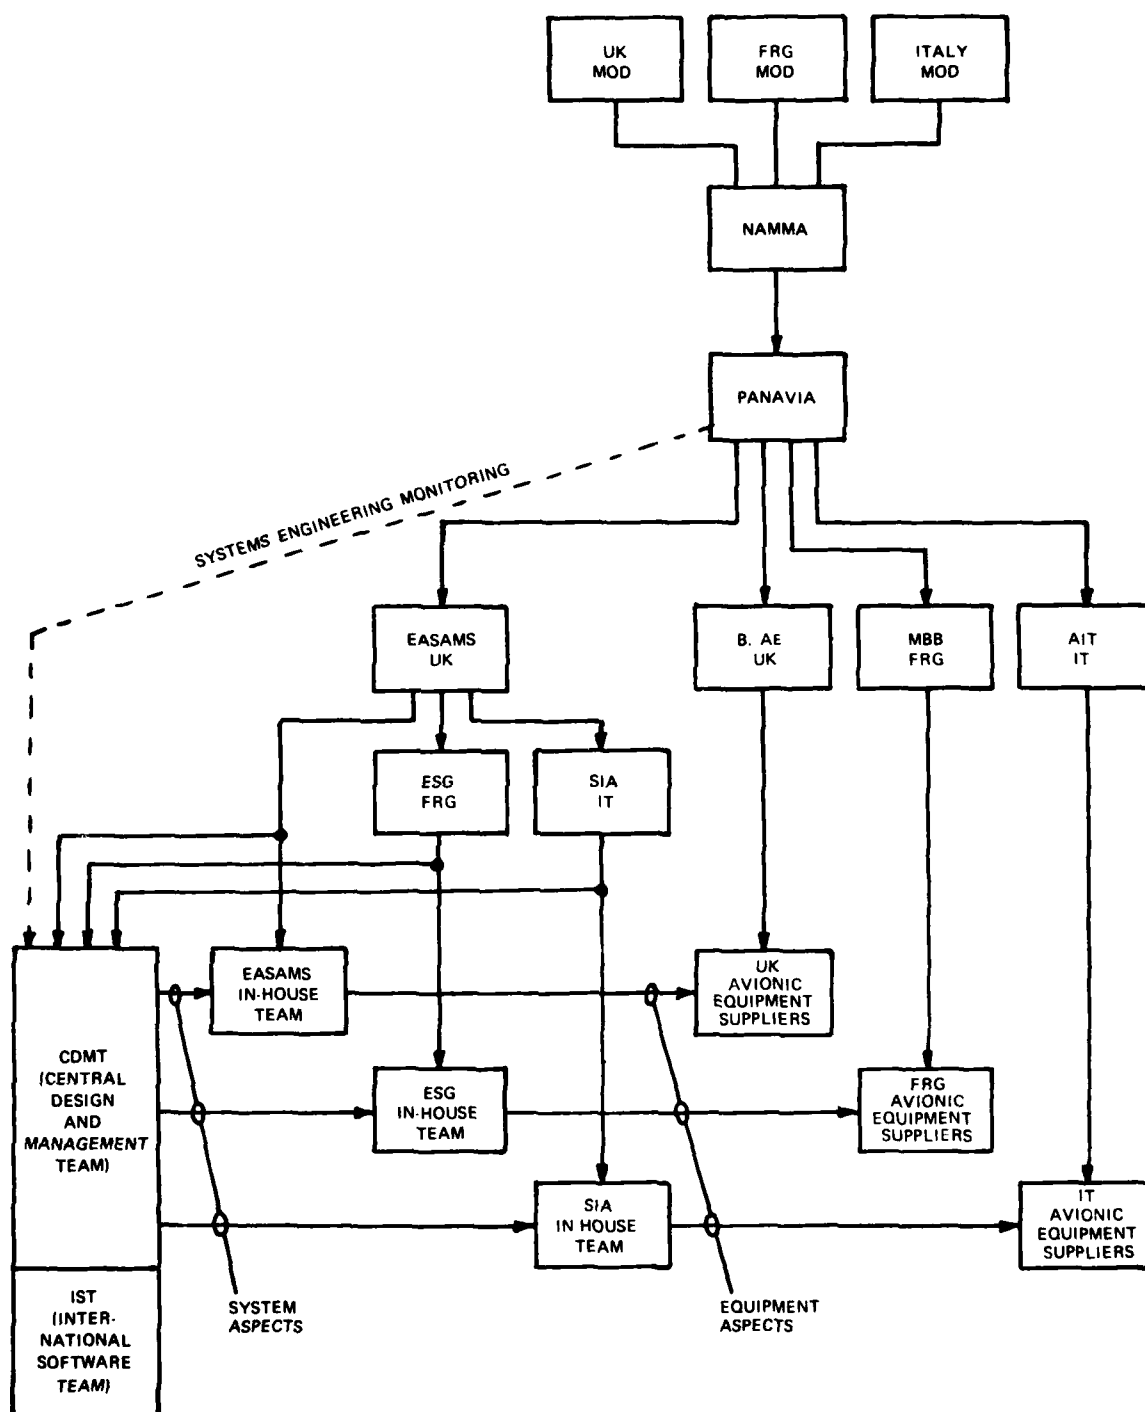 UK
MOD
FRG
MOD
ITALY
MOD
NAMMA
PANAVIA
SYSTEMS ENGINEERING MONITORING
EASAMS
UK
B. AE
UK
MBB
FRG
AIT
IT
ESG
FRG
SIA
IT
EASAMS
IN-HOUSE
TEAM
UK
AVIONIC
EQUIPMENT
SUPPLIERS
CDMT
(CENTRAL
DESIGN
AND
MANAGEMENT
TEAM)
ESG
IN-HOUSE
TEAM
FRG
AVIONIC
EQUIPMENT
SUPPLIERS
SIA
IN HOUSE
TEAM
IT
AVIONIC
EQUIPMENT
SUPPLIERS
IST
(INTER-
NATIONAL
SOFTWARE
TEAM)
SYSTEM
ASPECTS
EQUIPMENT
ASPECTS